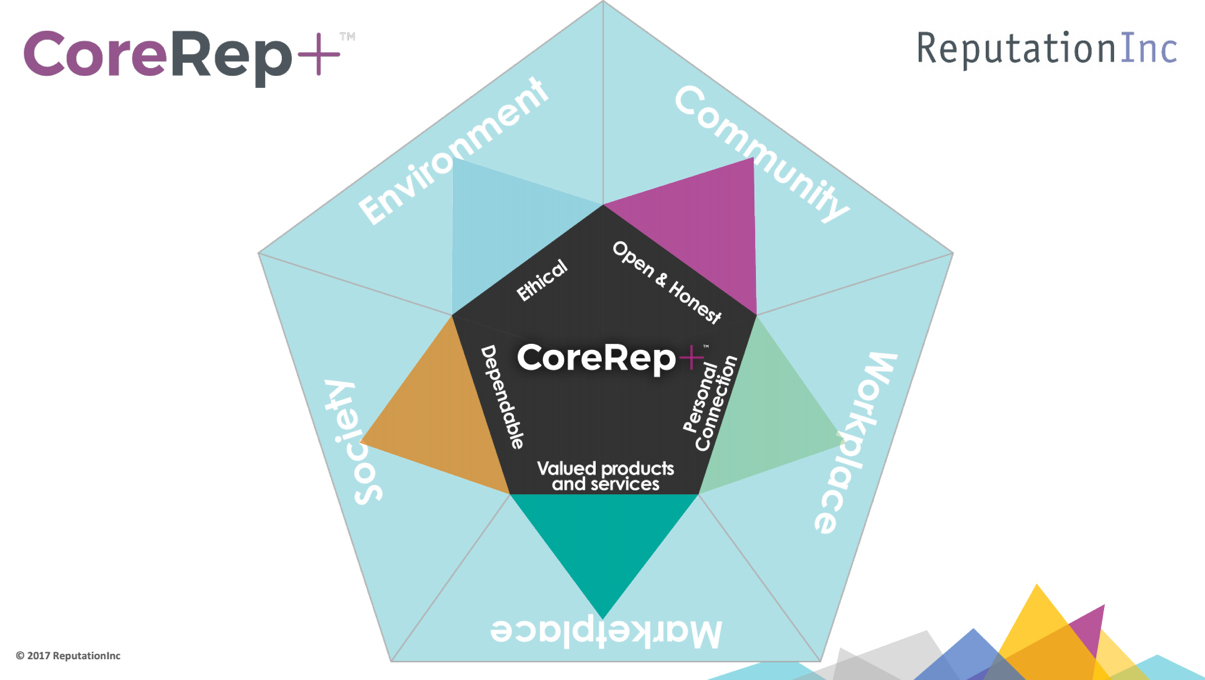 CoreRep+™
ReputationInc
Environment
Community
Ethical
Open & Honest
CoreRep+™
Dependable
Personal
Connection
Society
Workplace
Valued products
and services
Marketplace
© 2017 ReputationInc